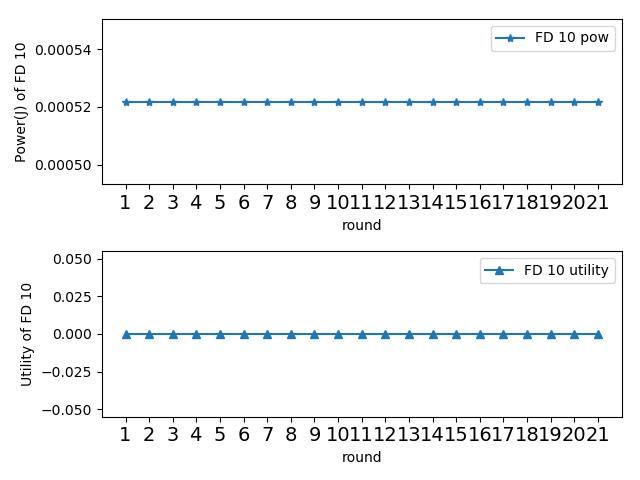 FD 10 pow
Power(J) of FD 10
0.00054
0.00052
0.00050
1 2 3 4 5 6 7 8 9 10 11 12 13 14 15 16 17 18 19 20 21
round
FD 10 utility
Utility of FD 10
0.050
0.025
0.000
−0.025
−0.050
1 2 3 4 5 6 7 8 9 10 11 12 13 14 15 16 17 18 19 20 21
round